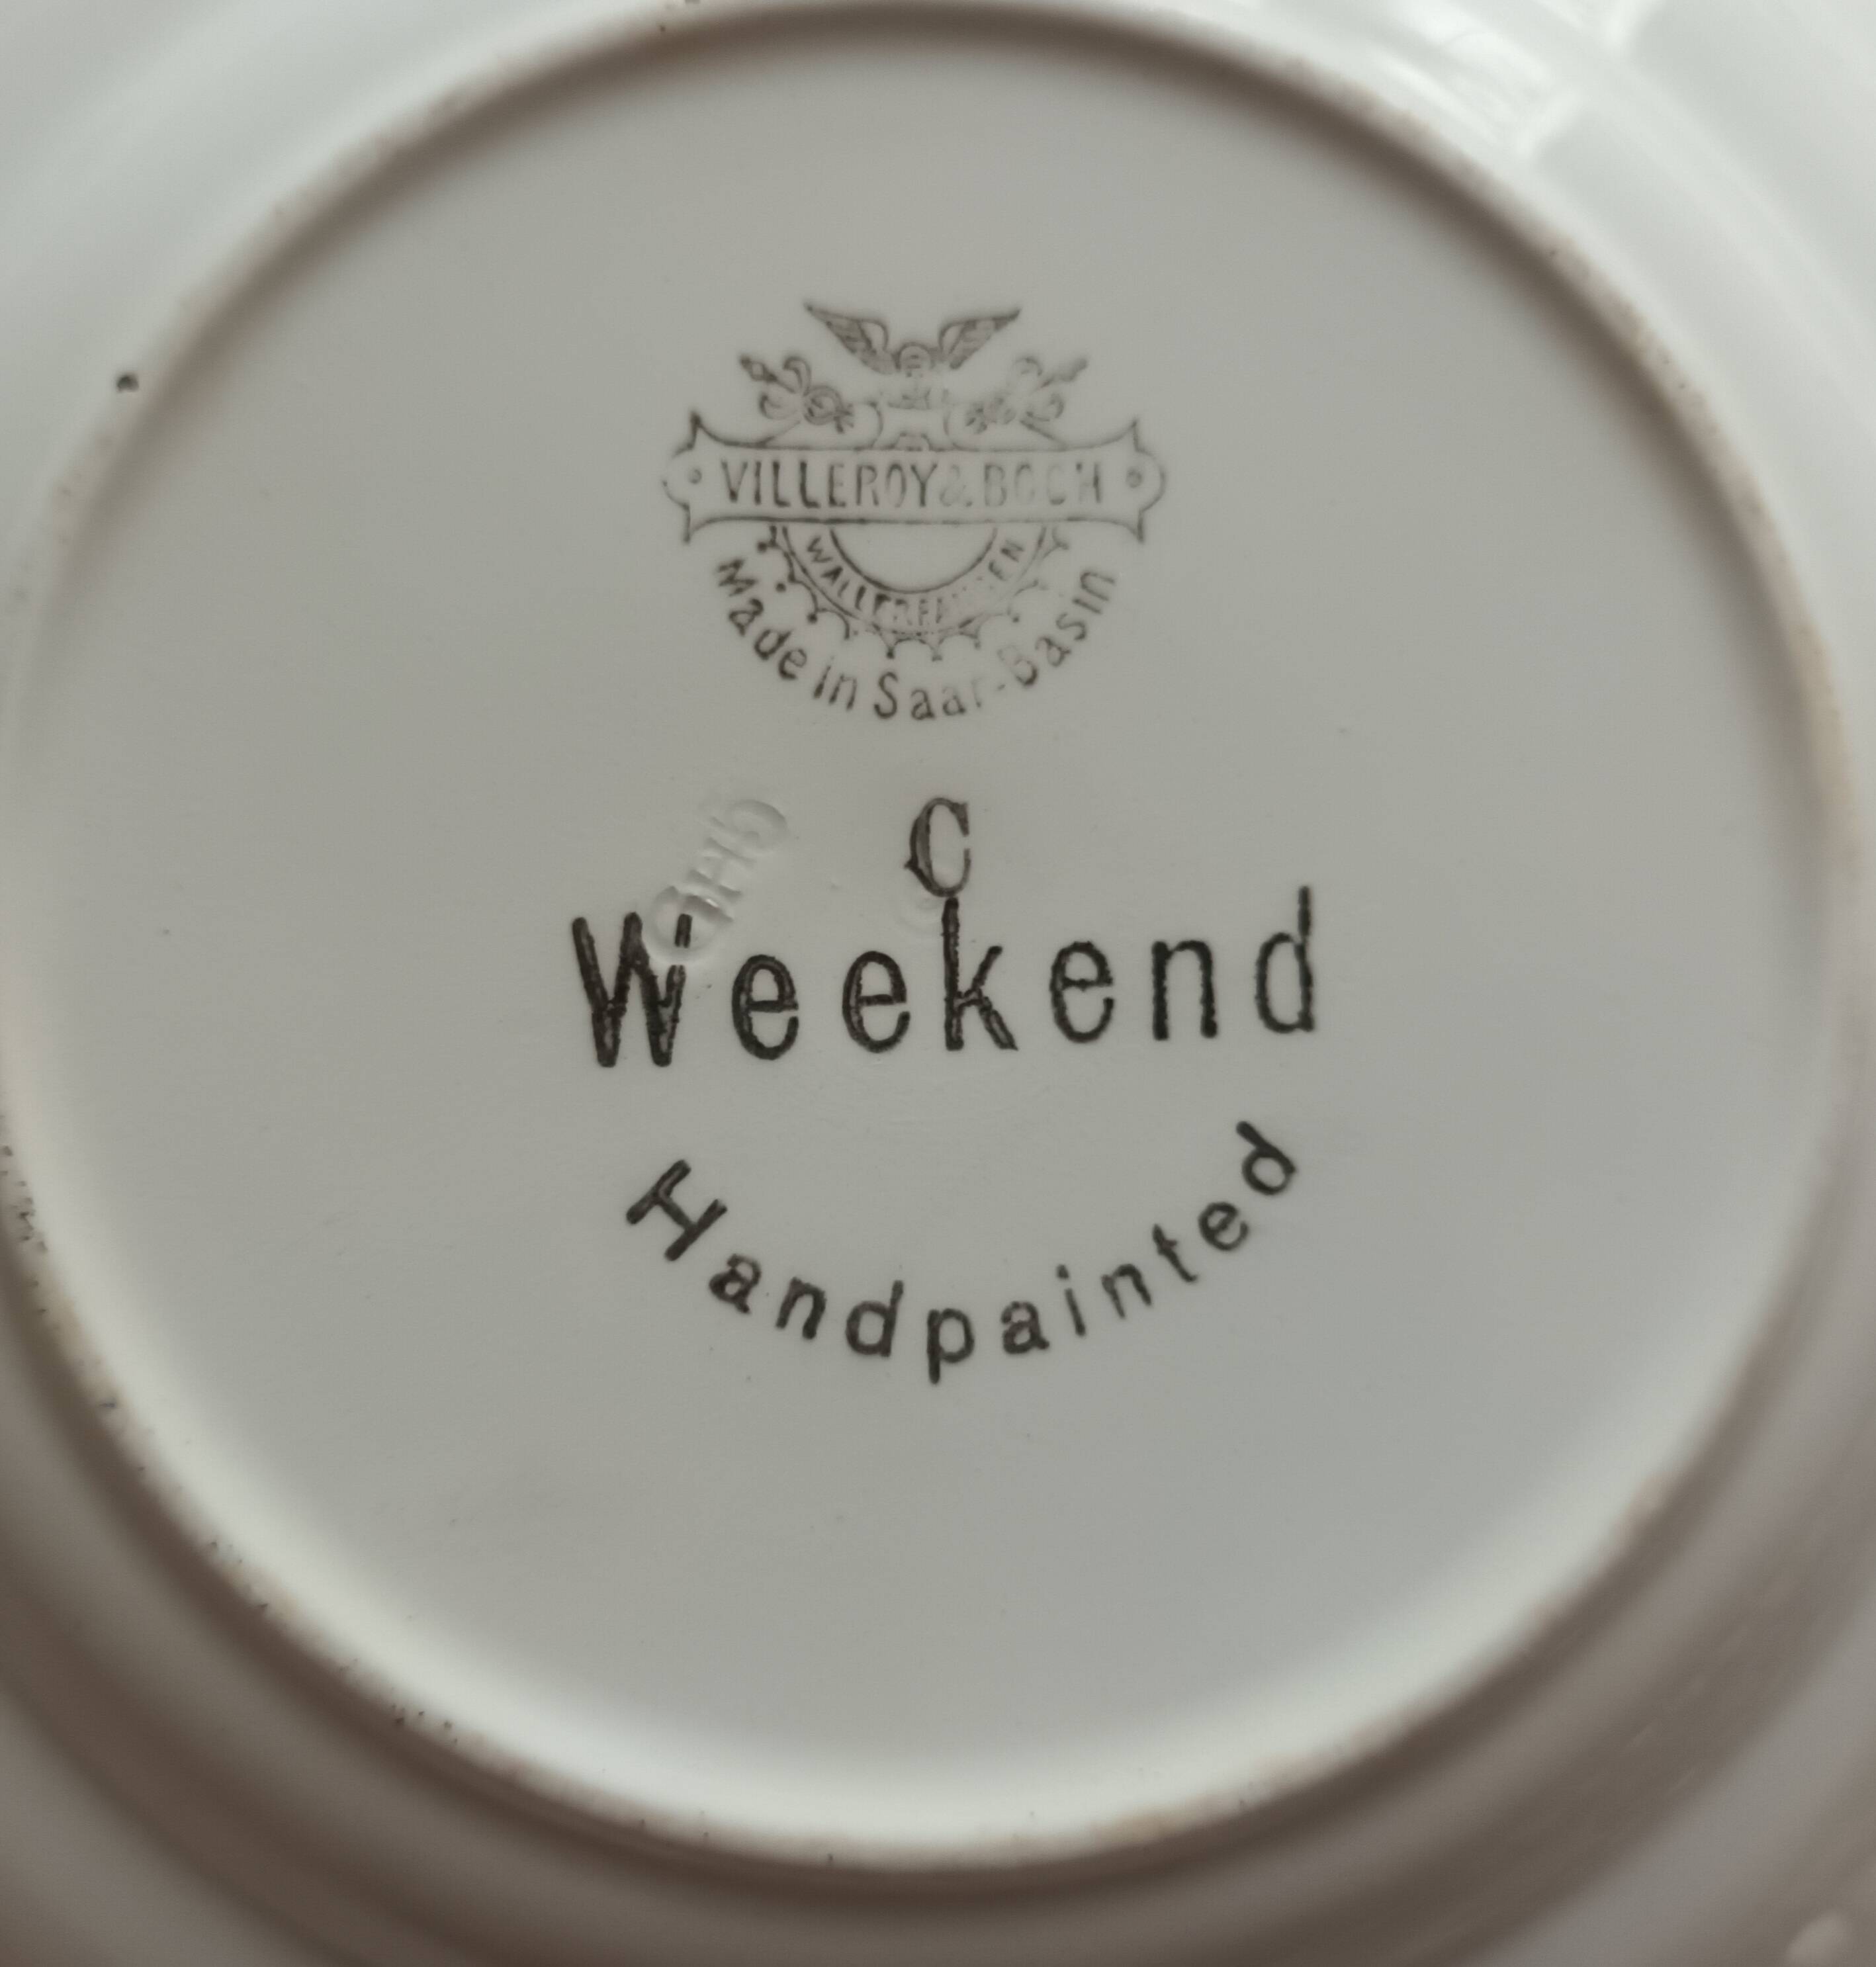 VILLEROY & BOCH
WALLERFANGEN
Made in Saar-Basin
C
Weekend
Handpainted